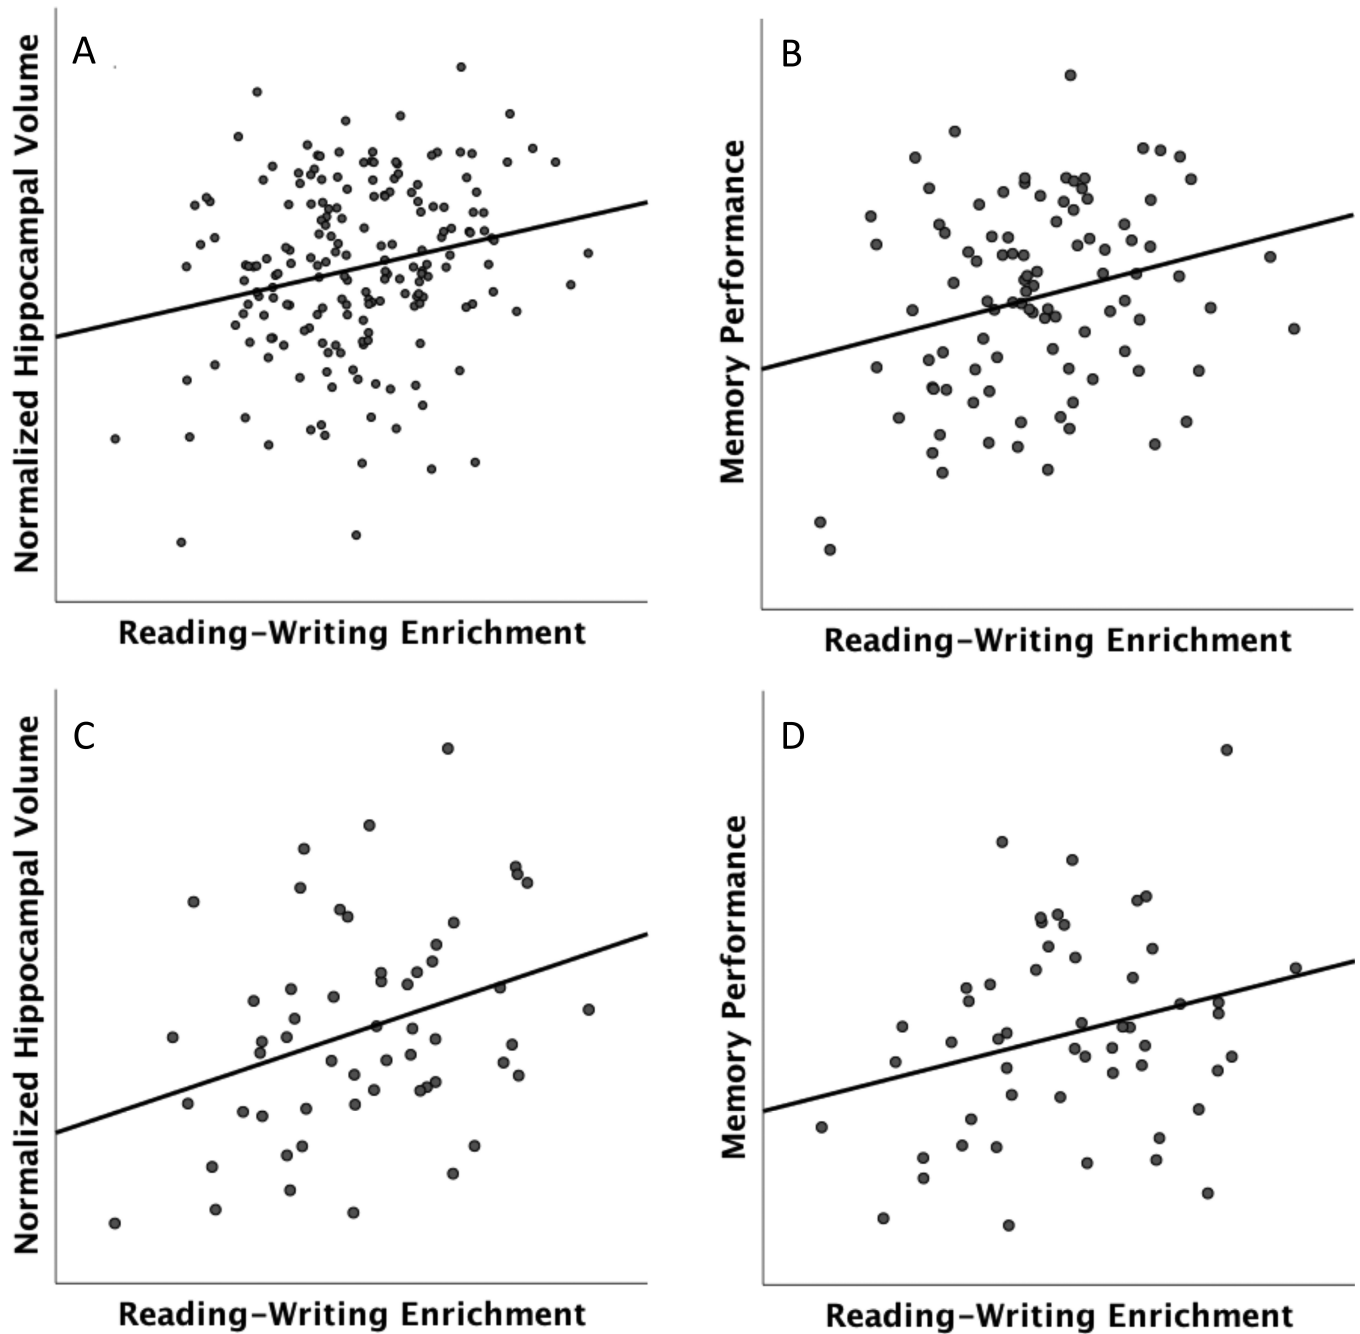 A
Normalized Hippocampal Volume
Reading–Writing Enrichment
B
Memory Performance
Reading–Writing Enrichment
C
Normalized Hippocampal Volume
Reading–Writing Enrichment
D
Memory Performance
Reading–Writing Enrichment